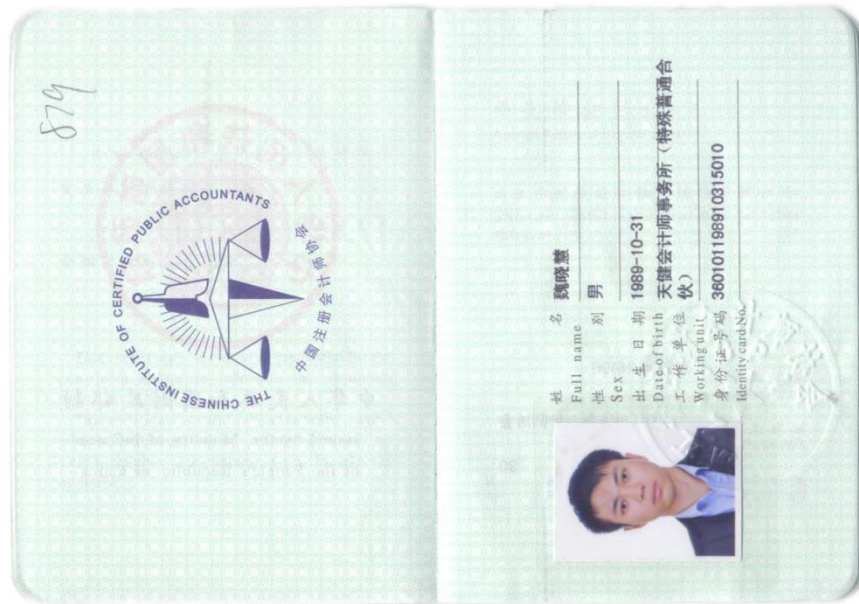 879
THE CHINESE INSTITUTE OF CERTIFIED PUBLIC ACCOUNTANTS
中国注册会计师协会
姓 名 魏晓慧
Full name
性 别 男
Sex
出 生 日 期 1989-10-31
Date of birth
工 作 单 位 天健会计师事务所（特殊普通合
Working unit 伙）
身份证号码 360101198910315010
Identity card No.